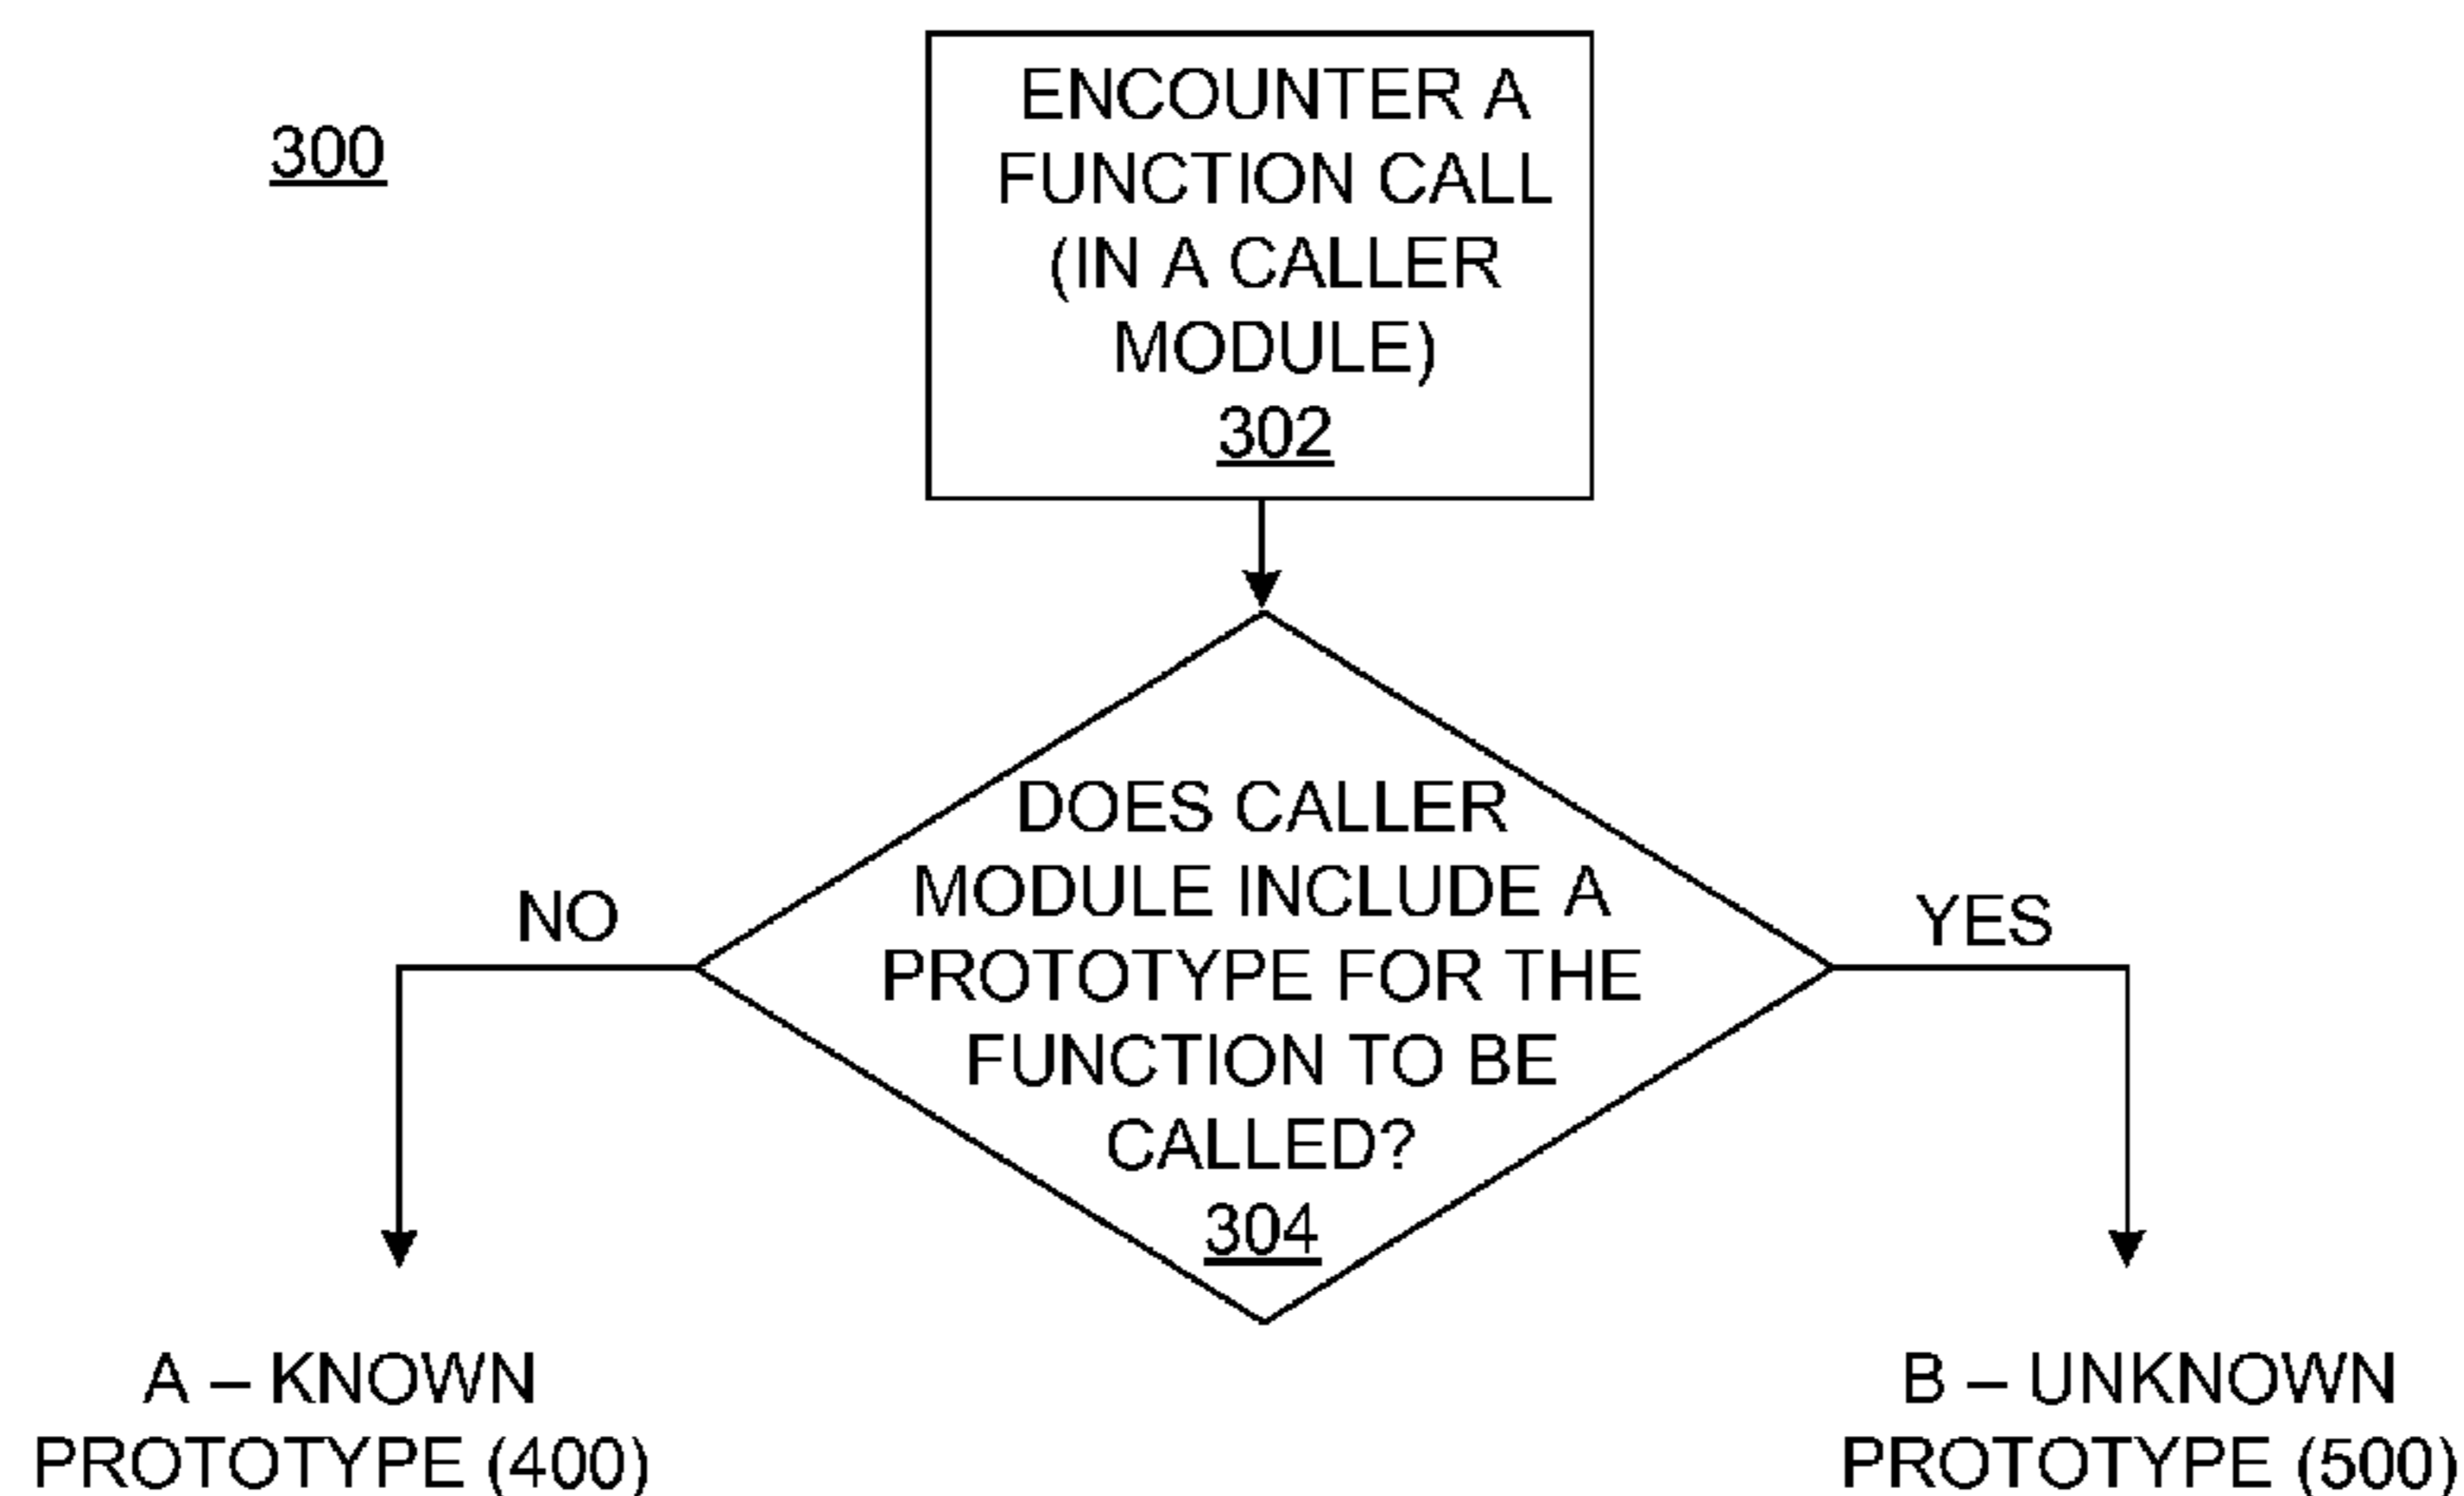 300
ENCOUNTER A
FUNCTION CALL
(IN A CALLER
MODULE)
302
DOES CALLER
MODULE INCLUDE A
PROTOTYPE FOR THE
FUNCTION TO BE
CALLED?
304
NO
YES
A – KNOWN
PROTOTYPE (400)
B – UNKNOWN
PROTOTYPE (500)